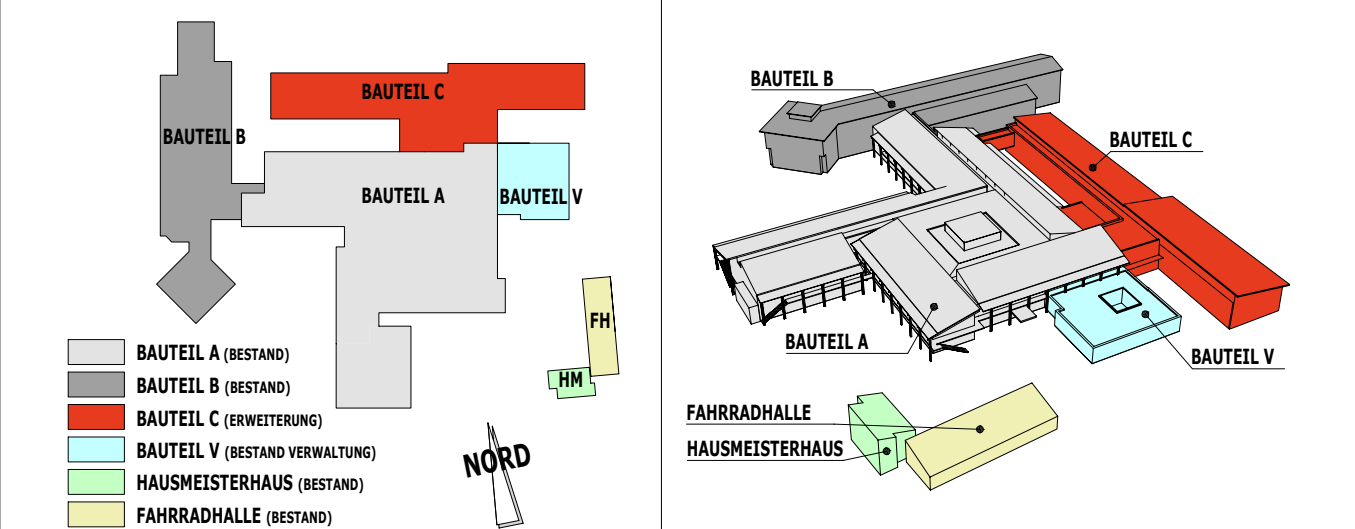 BAUTEIL C
BAUTEIL B
BAUTEIL A
BAUTEIL V
FH
HM
NORD
BAUTEIL A (BESTAND)
BAUTEIL B (BESTAND)
BAUTEIL C (ERWEITERUNG)
BAUTEIL V (BESTAND VERWALTUNG)
HAUSMEISTERHAUS (BESTAND)
FAHRRADHALLE (BESTAND)
BAUTEIL B
BAUTEIL C
BAUTEIL A
BAUTEIL V
FAHRRADHALLE
HAUSMEISTERHAUS